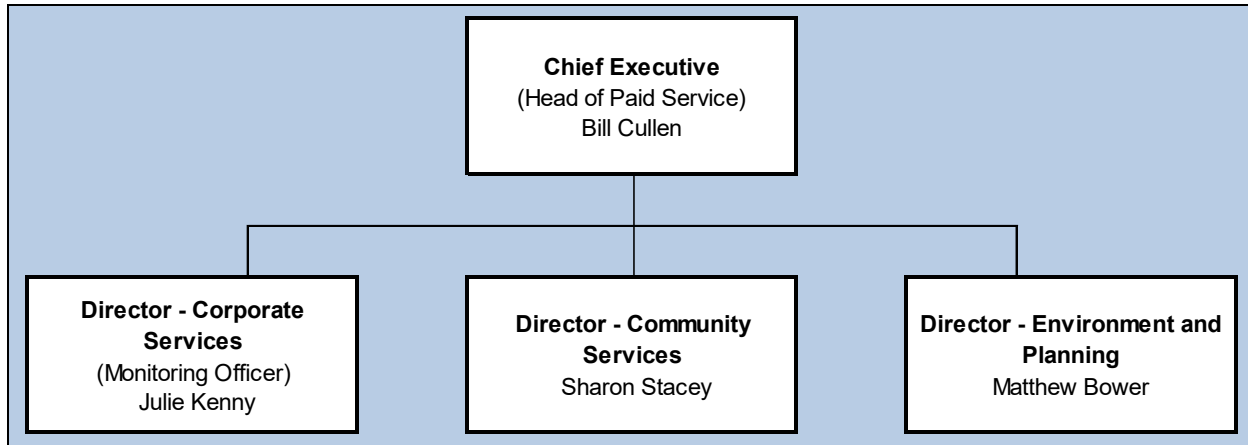 Chief Executive
(Head of Paid Service)
Bill Cullen
Director - Corporate
Services
(Monitoring Officer)
Julie Kenny
Director - Community
Services
Sharon Stacey
Director - Environment and
Planning
Matthew Bower